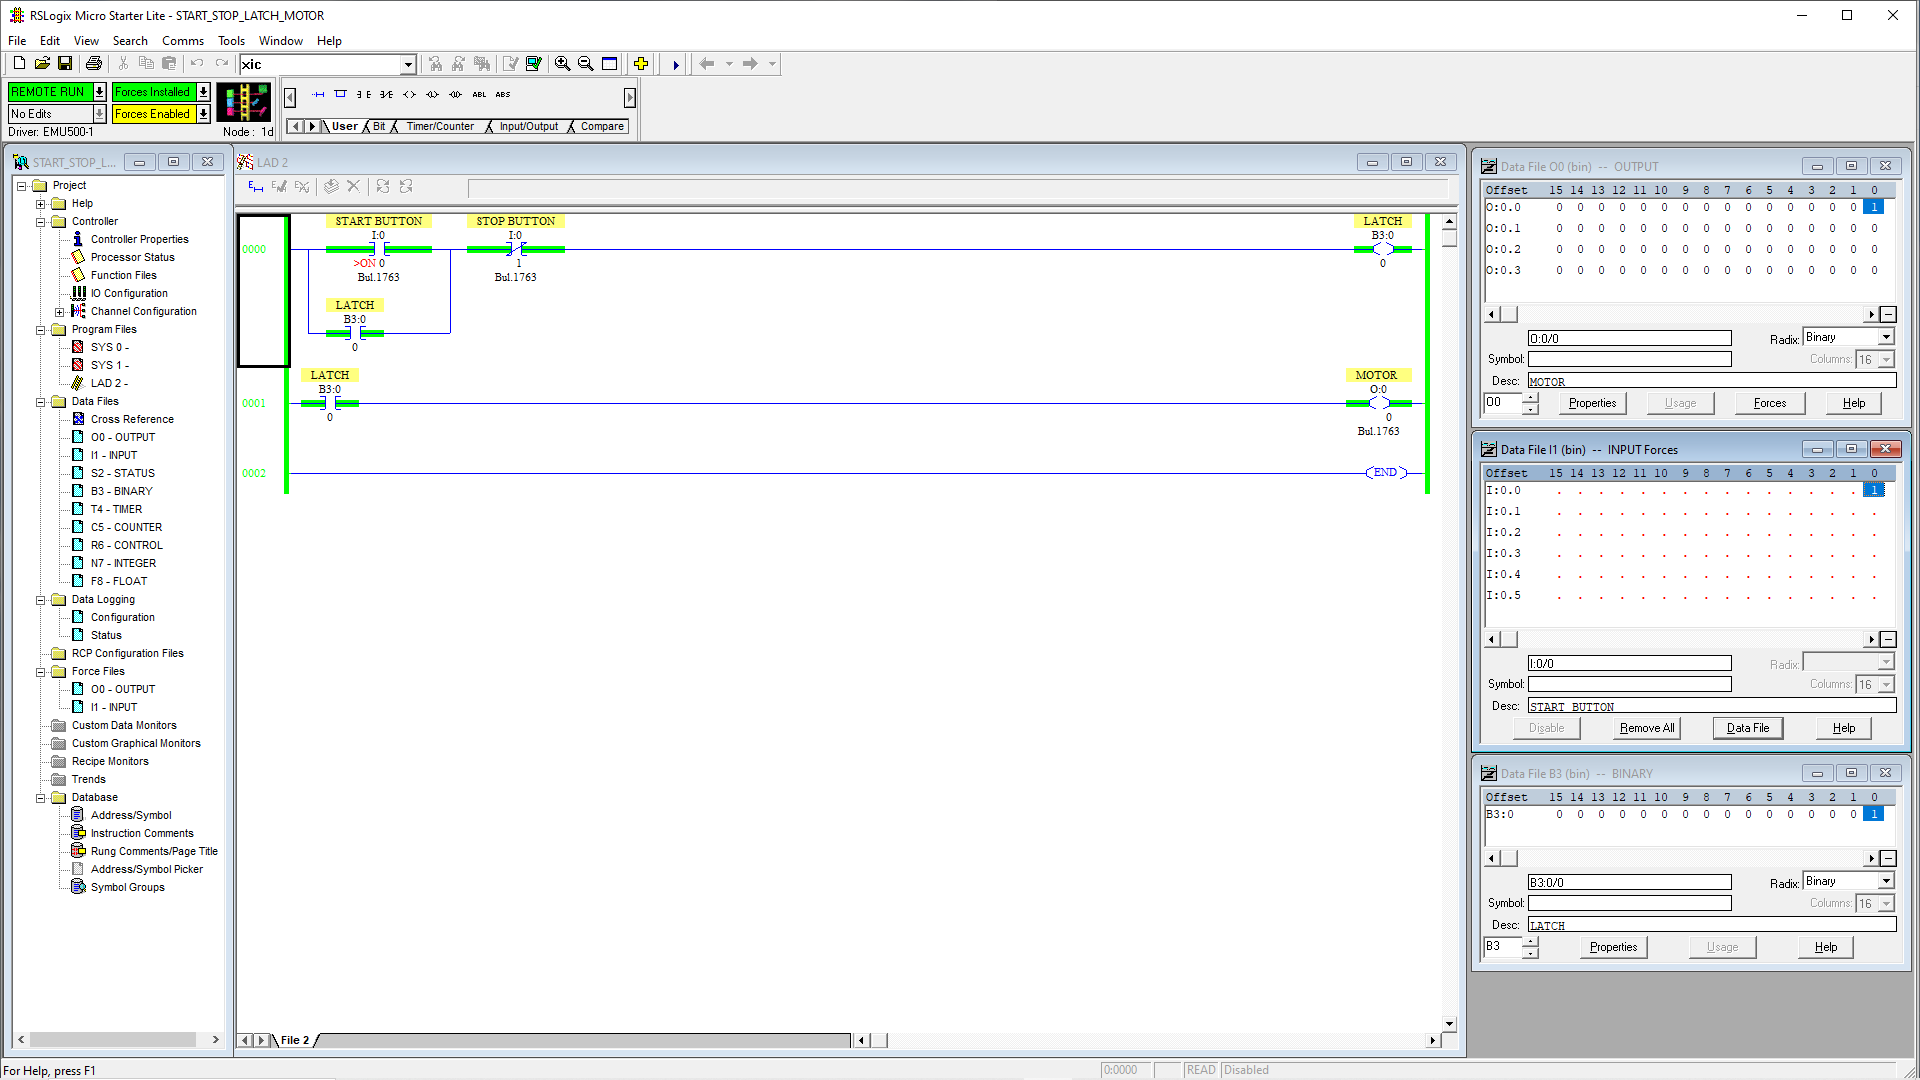 RSLogix Micro Starter Lite - START_STOP_LATCH_MOTOR
File Edit View Search Comms Tools Window Help
xic
REMOTE RUN Forces Installed
No Edits Forces Enabled
Driver: EMU500-1 Node : 1d
ABL ABS
User Bit Timer/Counter Input/Output Compare
START_STOP_L...
Project
Help
Controller
Controller Properties
Processor Status
Function Files
IO Configuration
Channel Configuration
Program Files
SYS 0 -
SYS 1 -
LAD 2 -
Data Files
Cross Reference
O0 - OUTPUT
I1 - INPUT
S2 - STATUS
B3 - BINARY
T4 - TIMER
C5 - COUNTER
R6 - CONTROL
N7 - INTEGER
F8 - FLOAT
Data Logging
Configuration
Status
RCP Configuration Files
Force Files
O0 - OUTPUT
I1 - INPUT
Custom Data Monitors
Custom Graphical Monitors
Recipe Monitors
Trends
Database
Address/Symbol
Instruction Comments
Rung Comments/Page Title
Address/Symbol Picker
Symbol Groups
LAD 2
START BUTTON STOP BUTTON LATCH
I:0 I:0 B3:0
0000
>ON 0 1 0
Bul.1763 Bul.1763
LATCH
B3:0
0
LATCH MOTOR
B3:0 O:0
0001
0 0
Bul.1763
0002 END
File 2
Data File O0 (bin) -- OUTPUT
Offset 15 14 13 12 11 10 9 8 7 6 5 4 3 2 1 0
O:0.0 0 0 0 0 0 0 0 0 0 0 0 0 0 0 0 1
O:0.1 0 0 0 0 0 0 0 0 0 0 0 0 0 0 0 0
O:0.2 0 0 0 0 0 0 0 0 0 0 0 0 0 0 0 0
O:0.3 0 0 0 0 0 0 0 0 0 0 0 0 0 0 0 0
O:0/0 Radix: Binary
Symbol: Columns: 16
Desc: MOTOR
O0 Properties Usage Forces Help
Data File I1 (bin) -- INPUT Forces
Offset 15 14 13 12 11 10 9 8 7 6 5 4 3 2 1 0
I:0.0 . . . . . . . . . . . . . . . 1
I:0.1 . . . . . . . . . . . . . . . .
I:0.2 . . . . . . . . . . . . . . . .
I:0.3 . . . . . . . . . . . . . . . .
I:0.4 . . . . . . . . . . . . . . . .
I:0.5 . . . . . . . . . . . . . . . .
I:0/0 Radix:
Symbol: Columns: 16
Desc: START BUTTON
Disable Remove All Data File Help
Data File B3 (bin) -- BINARY
Offset 15 14 13 12 11 10 9 8 7 6 5 4 3 2 1 0
B3:0 0 0 0 0 0 0 0 0 0 0 0 0 0 0 0 1
B3:0/0 Radix: Binary
Symbol: Columns: 16
Desc: LATCH
B3 Properties Usage Help
For Help, press F1 0:0000 READ Disabled